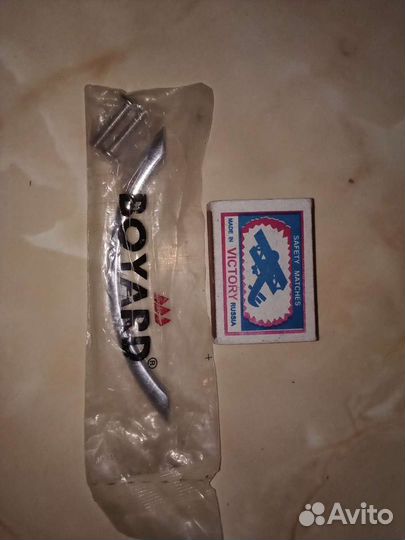 BOYARD®
SAFETY MATCHES
VICTORY
MADE IN RUSSIA
Avito